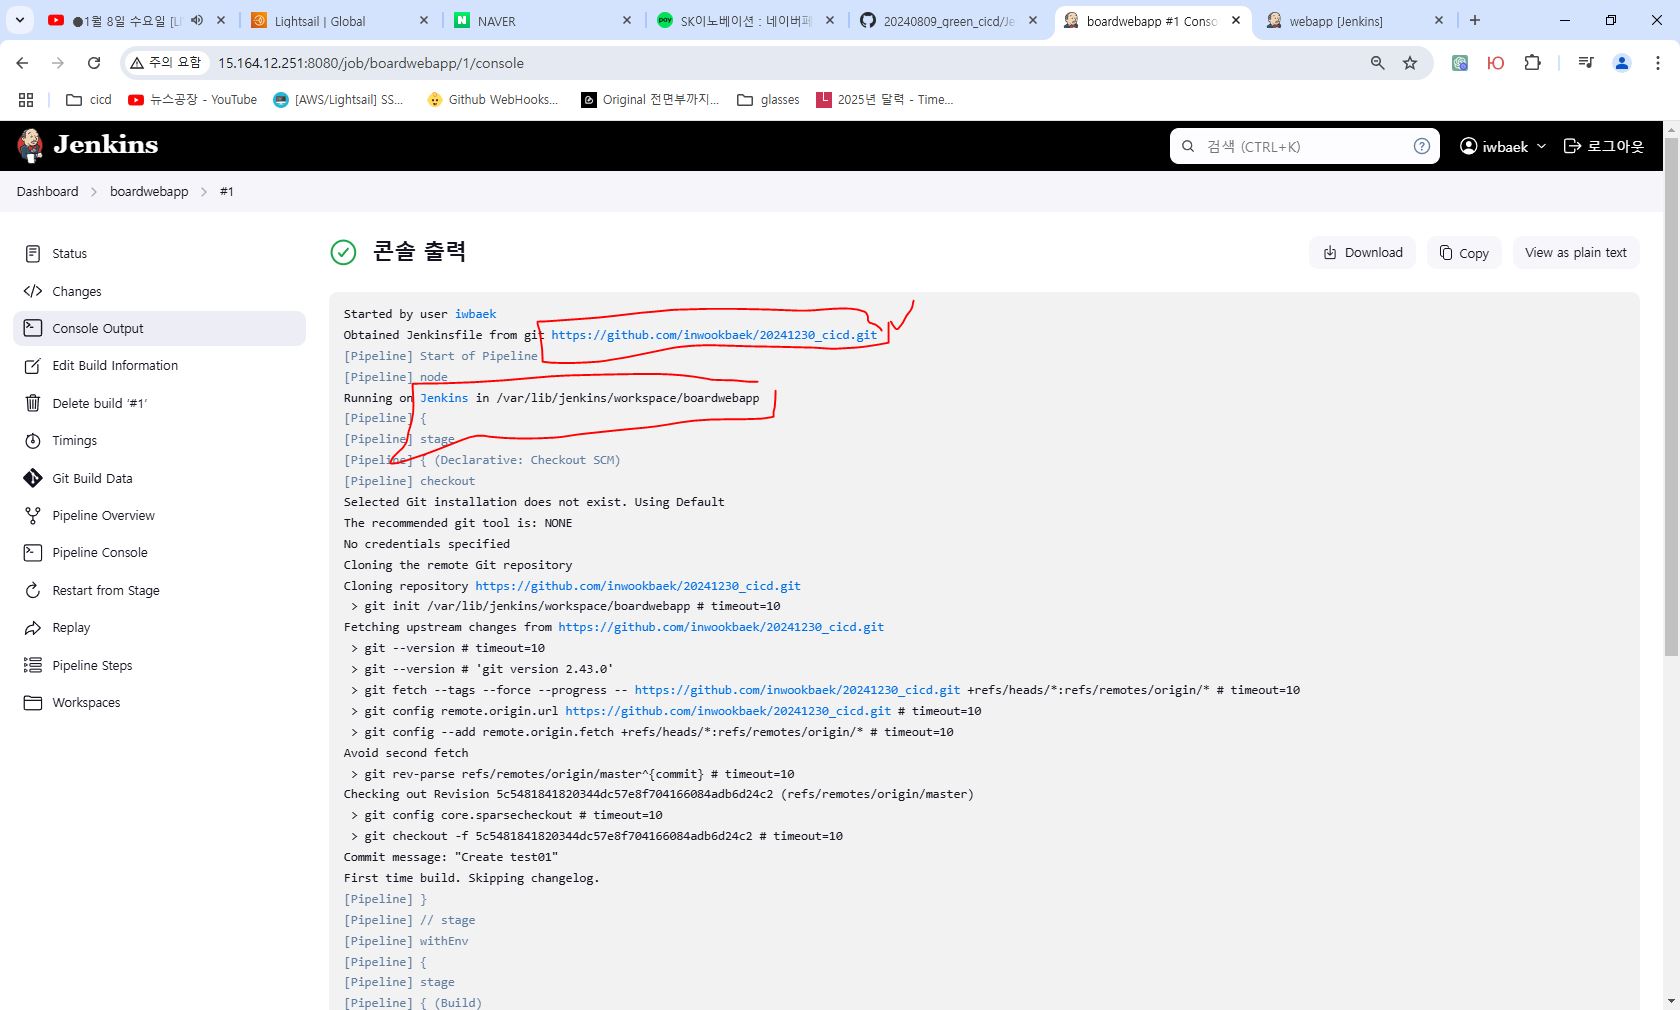 ●1월 8일 수요일 [L
Lightsail | Global
NAVER
SK이노베이션 : 네이버페
20240809_qreen_cicd/Je
boardwebapp #1 Conso
webapp [Jenkins]
주의 요함
15.164.12.251:8080/job/boardwebapp/1/console
cicd
뉴스공장 - YouTube
[AWS/Lightsail] SS...
Github WebHooks...
Original 전면부까지...
glasses
2025년 달력 - Time...
Jenkins
검색 (CTRL+K)
iwbaek
로그아웃
Dashboard
boardwebapp
#1
Status
Changes
Console Output
Edit Build Information
Delete build ‘#1’
Timings
Git Build Data
Pipeline Overview
Pipeline Console
Restart from Stage
Replay
Pipeline Steps
Workspaces
콘솔 출력
Download
Copy
View as plain text
Started by user iwbaek
Obtained Jenkinsfile from git https://github.com/inwookbaek/20241230_cicd.git
[Pipeline] Start of Pipeline
[Pipeline] node
Running on Jenkins in /var/lib/jenkins/workspace/boardwebapp
[Pipeline] {
[Pipeline] stage
[Pipeline] { (Declarative: Checkout SCM)
[Pipeline] checkout
Selected Git installation does not exist. Using Default
The recommended git tool is: NONE
No credentials specified
Cloning the remote Git repository
Cloning repository https://github.com/inwookbaek/20241230_cicd.git
> git init /var/lib/jenkins/workspace/boardwebapp # timeout=10
Fetching upstream changes from https://github.com/inwookbaek/20241230_cicd.git
> git --version # timeout=10
> git --version # 'git version 2.43.0'
> git fetch --tags --force --progress -- https://github.com/inwookbaek/20241230_cicd.git +refs/heads/*:refs/remotes/origin/* # timeout=10
> git config remote.origin.url https://github.com/inwookbaek/20241230_cicd.git # timeout=10
> git config --add remote.origin.fetch +refs/heads/*:refs/remotes/origin/* # timeout=10
Avoid second fetch
> git rev-parse refs/remotes/origin/master^{commit} # timeout=10
Checking out Revision 5c5481841820344dc57e8f704166084adb6d24c2 (refs/remotes/origin/master)
> git config core.sparsecheckout # timeout=10
> git checkout -f 5c5481841820344dc57e8f704166084adb6d24c2 # timeout=10
Commit message: "Create test01"
First time build. Skipping changelog.
[Pipeline] }
[Pipeline] // stage
[Pipeline] withEnv
[Pipeline] {
[Pipeline] stage
[Pipeline] { (Build)